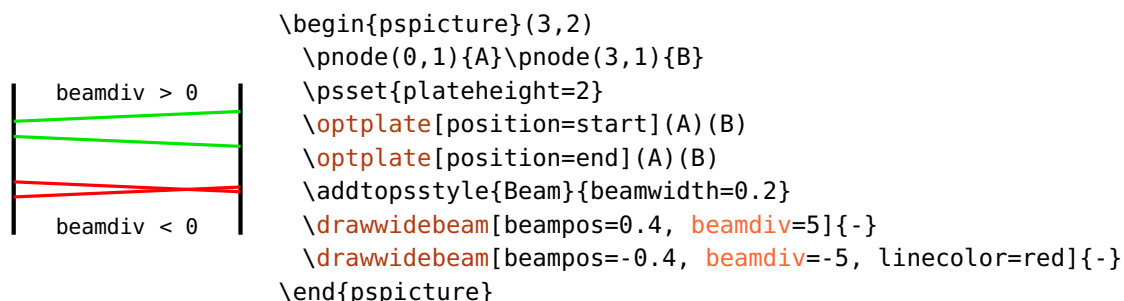 beamdiv > 0
beamdiv < 0
\begin{pspicture}(3,2)
  \pnode(0,1){A}\pnode(3,1){B}
  \psset{plateheight=2}
  \optplate[position=start](A)(B)
  \optplate[position=end](A)(B)
  \addtopsstyle{Beam}{beamwidth=0.2}
  \drawwidebeam[beampos=0.4, beamdiv=5]{-}
  \drawwidebeam[beampos=-0.4, beamdiv=-5, linecolor=red]{-}
\end{pspicture}